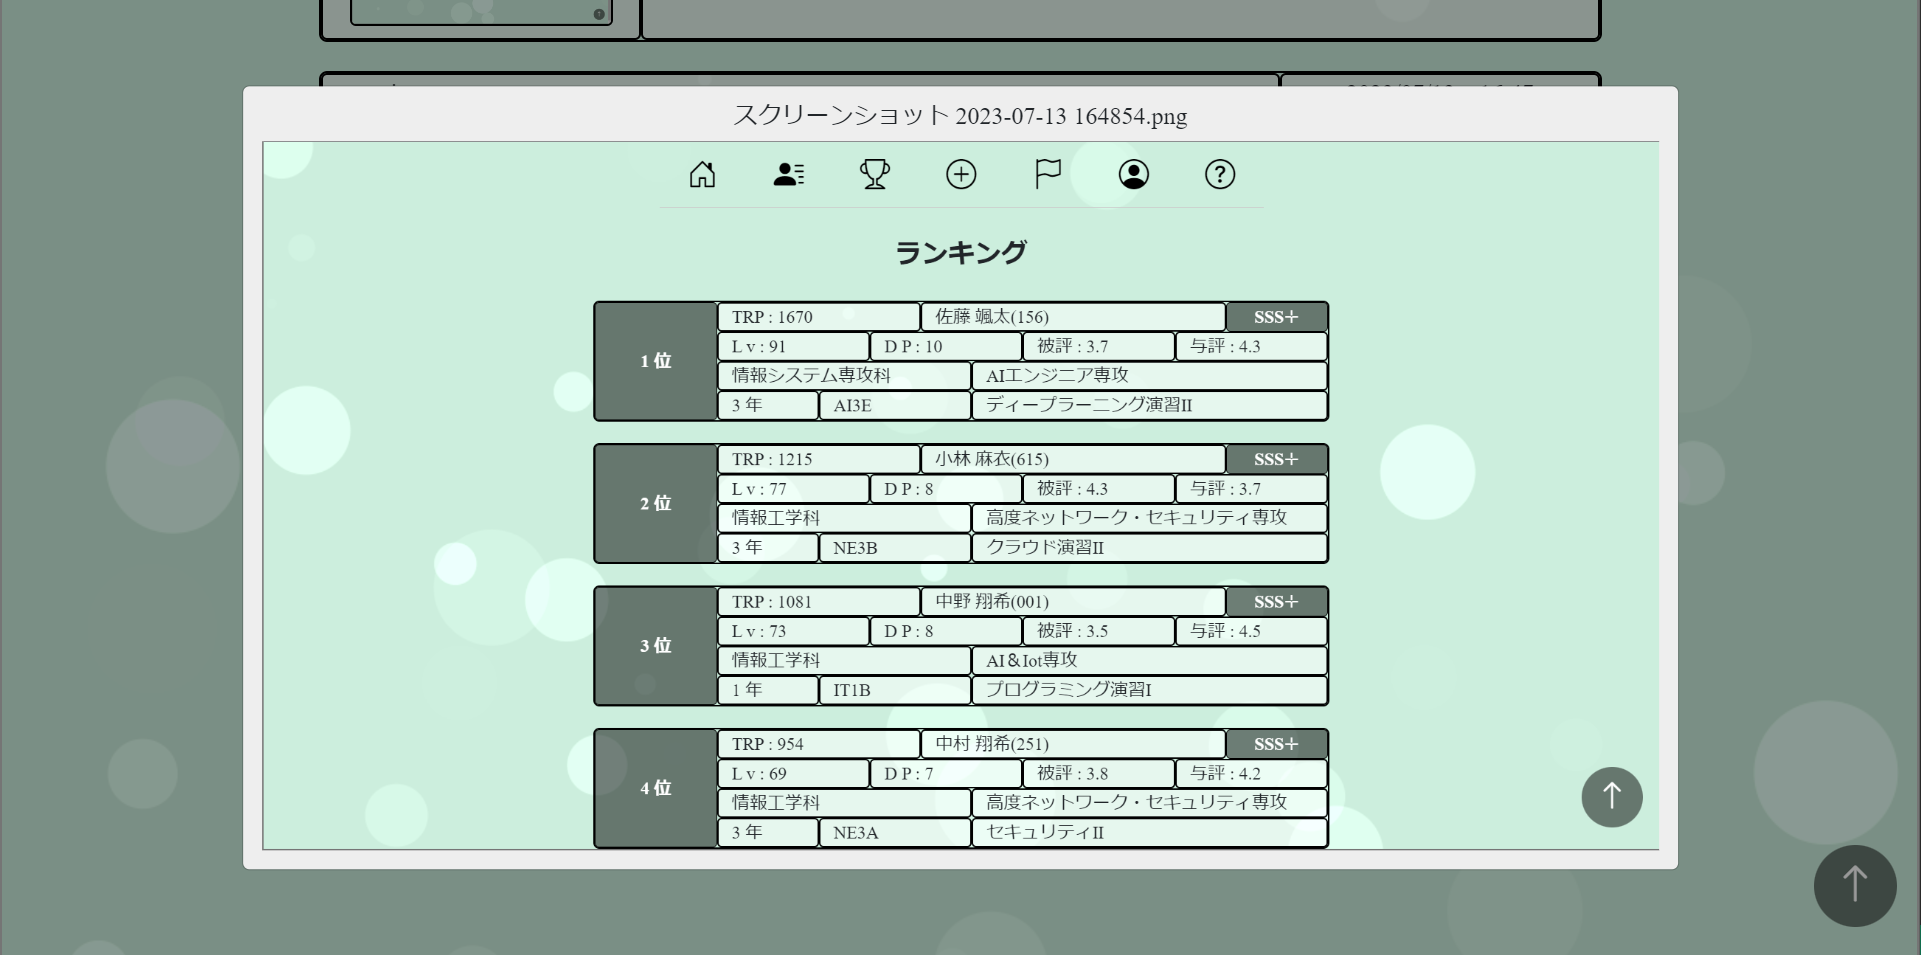 スクリーンショット 2023-07-13 164854.png
ランキング
1 位
TRP : 1670 佐藤 颯太(156) SSS＋
L v : 91 D P : 10 被評 : 3.7 与評 : 4.3
情報システム専攻科 AIエンジニア専攻
3 年 AI3E ディープラーニング演習II
2 位
TRP : 1215 小林 麻衣(615) SSS＋
L v : 77 D P : 8 被評 : 4.3 与評 : 3.7
情報工学科 高度ネットワーク・セキュリティ専攻
3 年 NE3B クラウド演習II
3 位
TRP : 1081 中野 翔希(001) SSS＋
L v : 73 D P : 8 被評 : 3.5 与評 : 4.5
情報工学科 AI＆Iot専攻
1 年 IT1B プログラミング演習I
4 位
TRP : 954 中村 翔希(251) SSS＋
L v : 69 D P : 7 被評 : 3.8 与評 : 4.2
情報工学科 高度ネットワーク・セキュリティ専攻
3 年 NE3A セキュリティII